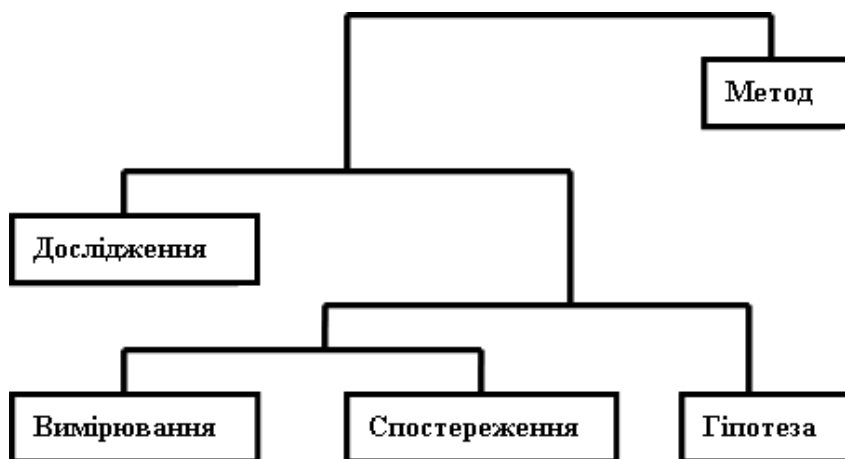 Метод
Дослідження
Вимірювання
Спостереження
Гіпотеза